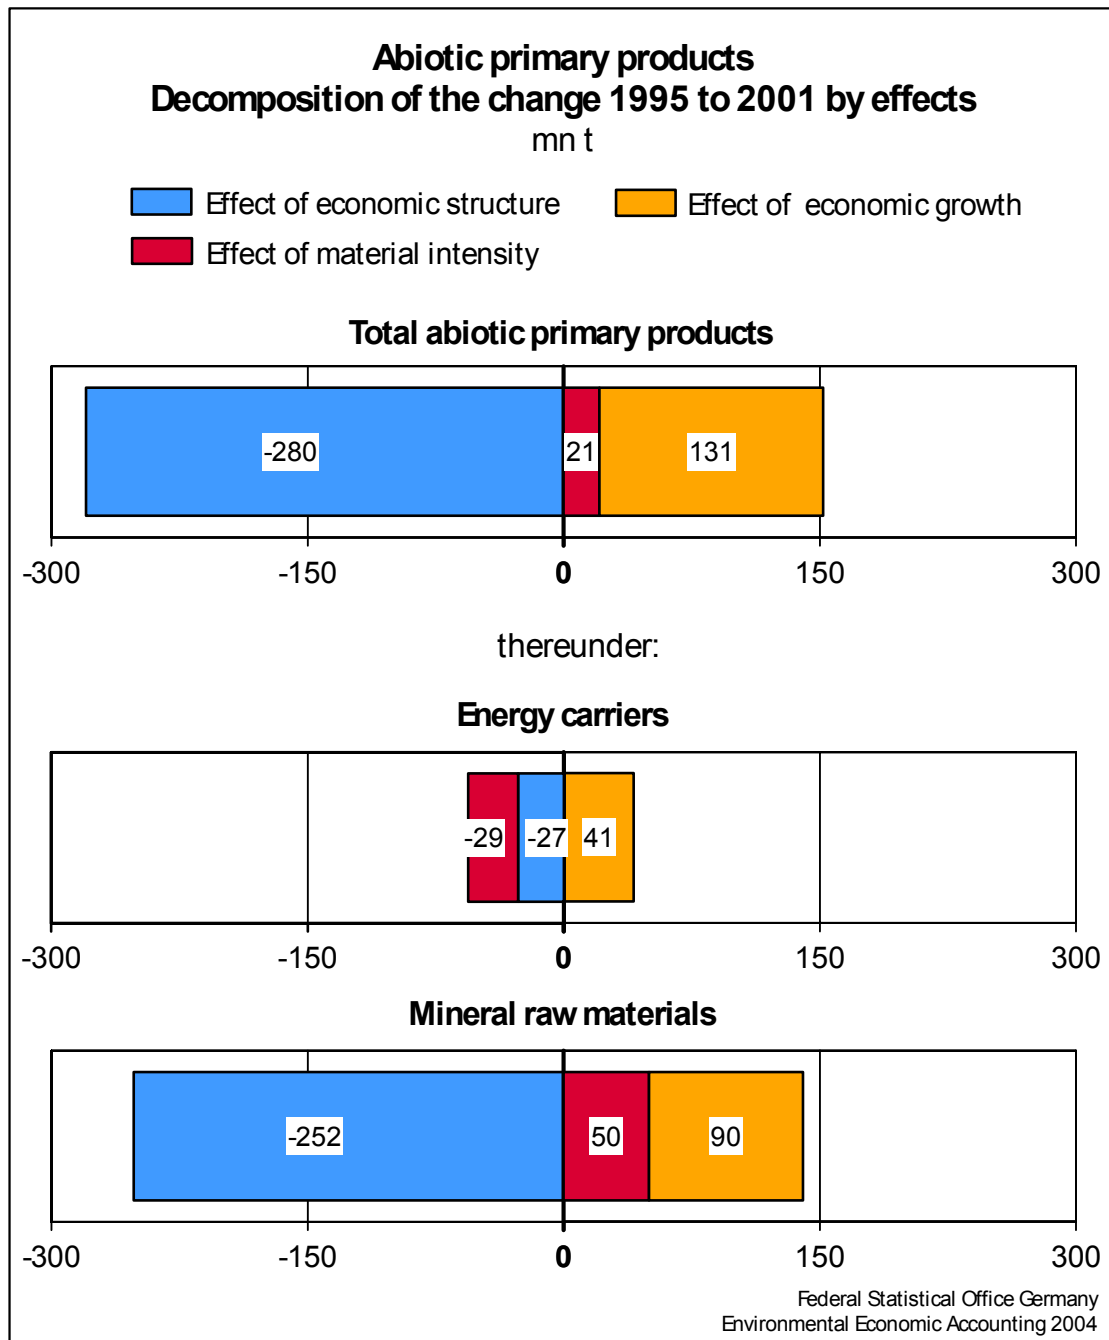 Abiotic primary products
Decomposition of the change 1995 to 2001 by effects
mn t
Effect of economic structure
Effect of economic growth
Effect of material intensity
Total abiotic primary products
-280
21
131
-300
-150
0
150
300
thereunder:
Energy carriers
-29
-27
41
-300
-150
0
150
300
Mineral raw materials
-252
50
90
-300
-150
0
150
300
Federal Statistical Office Germany
Environmental Economic Accounting 2004